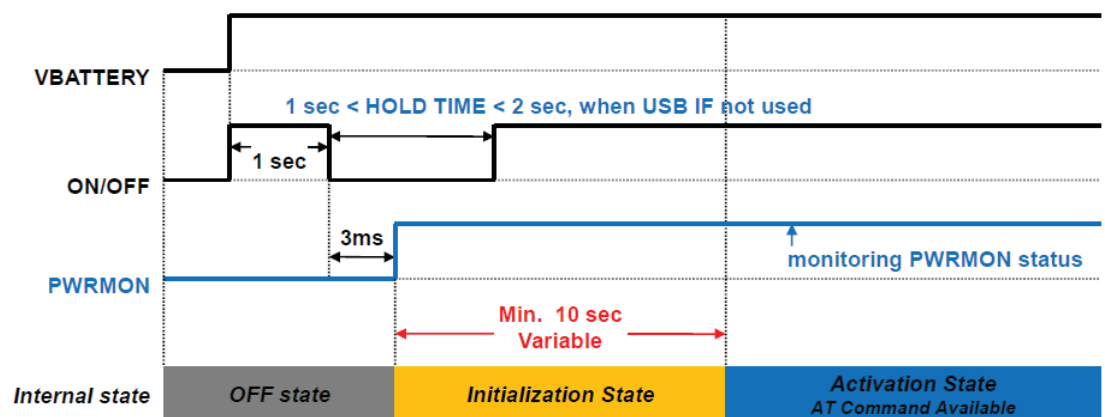 VBATTERY
1 sec < HOLD TIME < 2 sec, when USB IF not used
1 sec
ON/OFF
3ms
monitoring PWRMON status
PWRMON
Min. 10 sec
Variable
Internal state
OFF state
Initialization State
Activation State
AT Command Available